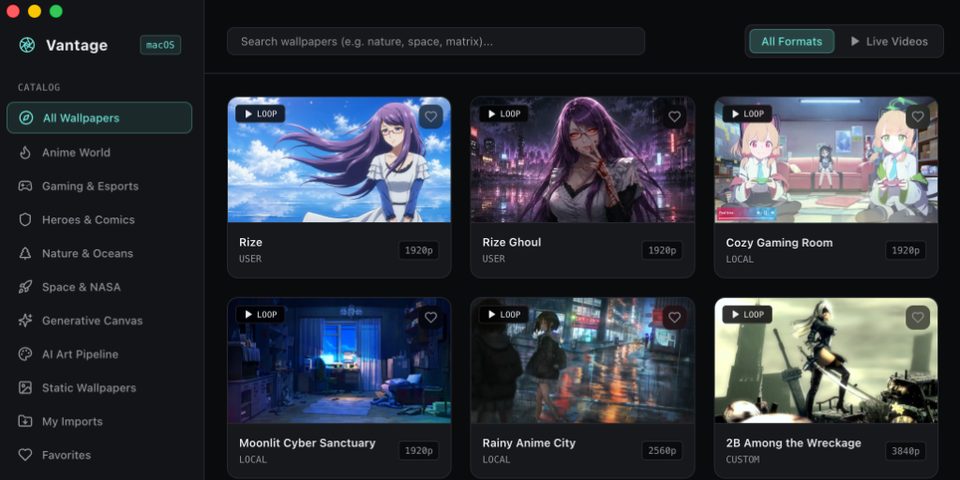 Vantage
macOS
Search wallpapers (e.g. nature, space, matrix)...
All Formats
Live Videos
CATALOG
All Wallpapers
Anime World
Gaming & Esports
Heroes & Comics
Nature & Oceans
Space & NASA
Generative Canvas
AI Art Pipeline
Static Wallpapers
My Imports
Favorites
LOOP
Rize
USER
1920p
LOOP
Rize Ghoul
USER
1920p
LOOP
Cozy Gaming Room
LOCAL
1920p
LOOP
Moonlit Cyber Sanctuary
LOCAL
1920p
LOOP
Rainy Anime City
LOCAL
2560p
LOOP
2B Among the Wreckage
CUSTOM
3840p